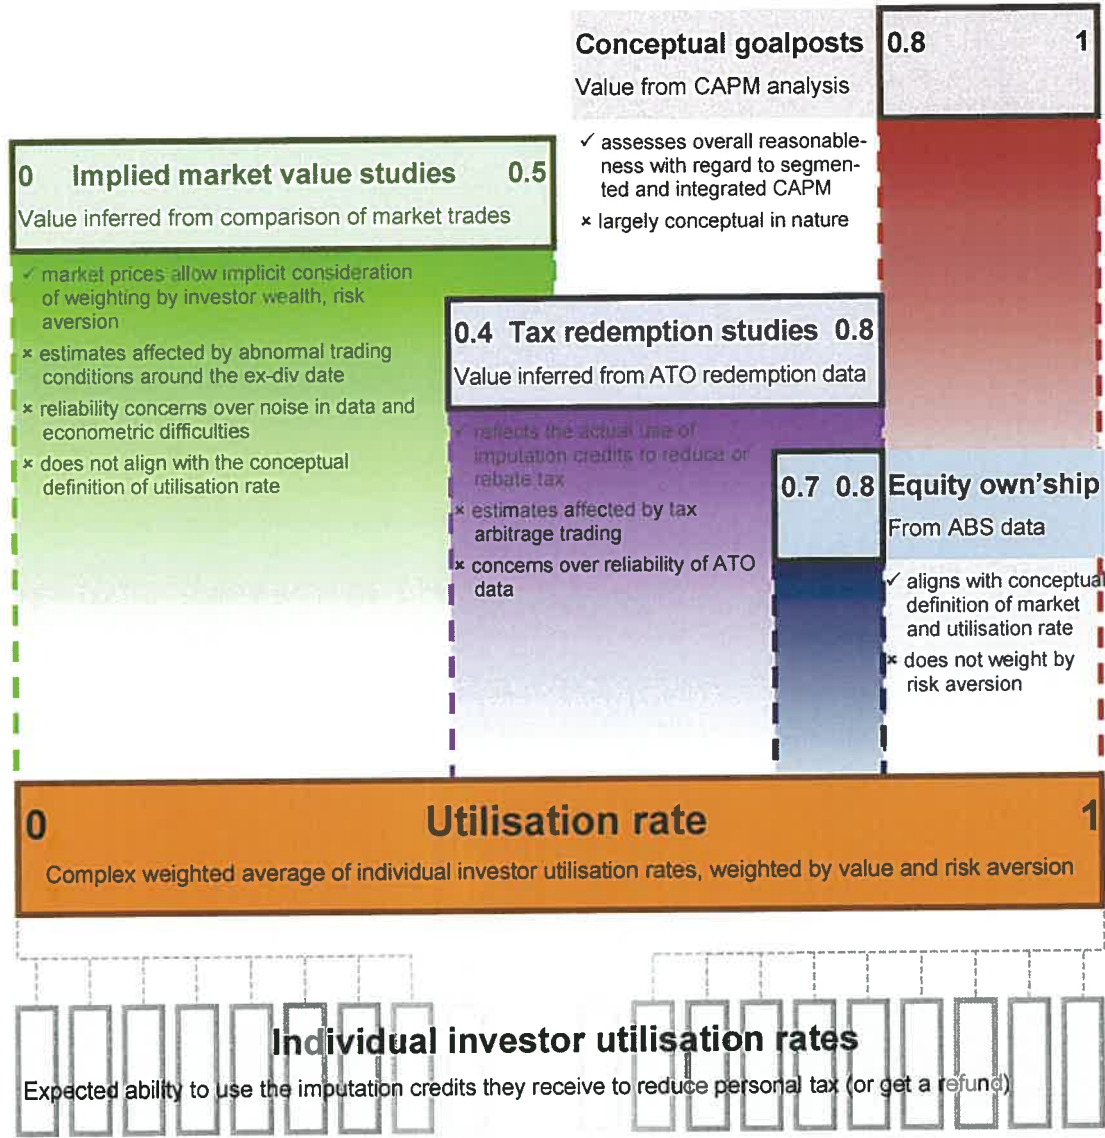 Conceptual goalposts 0.8 1
Value from CAPM analysis
✓ assesses overall reasonable-
ness with regard to segmen-
ted and integrated CAPM
× largely conceptual in nature
0 Implied market value studies 0.5
Value inferred from comparison of market trades
✓ market prices allow implicit consideration
of weighting by investor wealth, risk
aversion
× estimates affected by abnormal trading
conditions around the ex-div date
× reliability concerns over noise in data and
econometric difficulties
× does not align with the conceptual
definition of utilisation rate
0.4 Tax redemption studies 0.8
Value inferred from ATO redemption data
✓ reflects the actual use of
imputation credits to reduce or
rebate tax
× estimates affected by tax
arbitrage trading
× concerns over reliability of ATO
data
0.7 0.8 Equity own'ship
From ABS data
✓ aligns with conceptual
definition of market
and utilisation rate
× does not weight by
risk aversion
0 Utilisation rate 1
Complex weighted average of individual investor utilisation rates, weighted by value and risk aversion
Individual investor utilisation rates
Expected ability to use the imputation credits they receive to reduce personal tax (or get a refund)